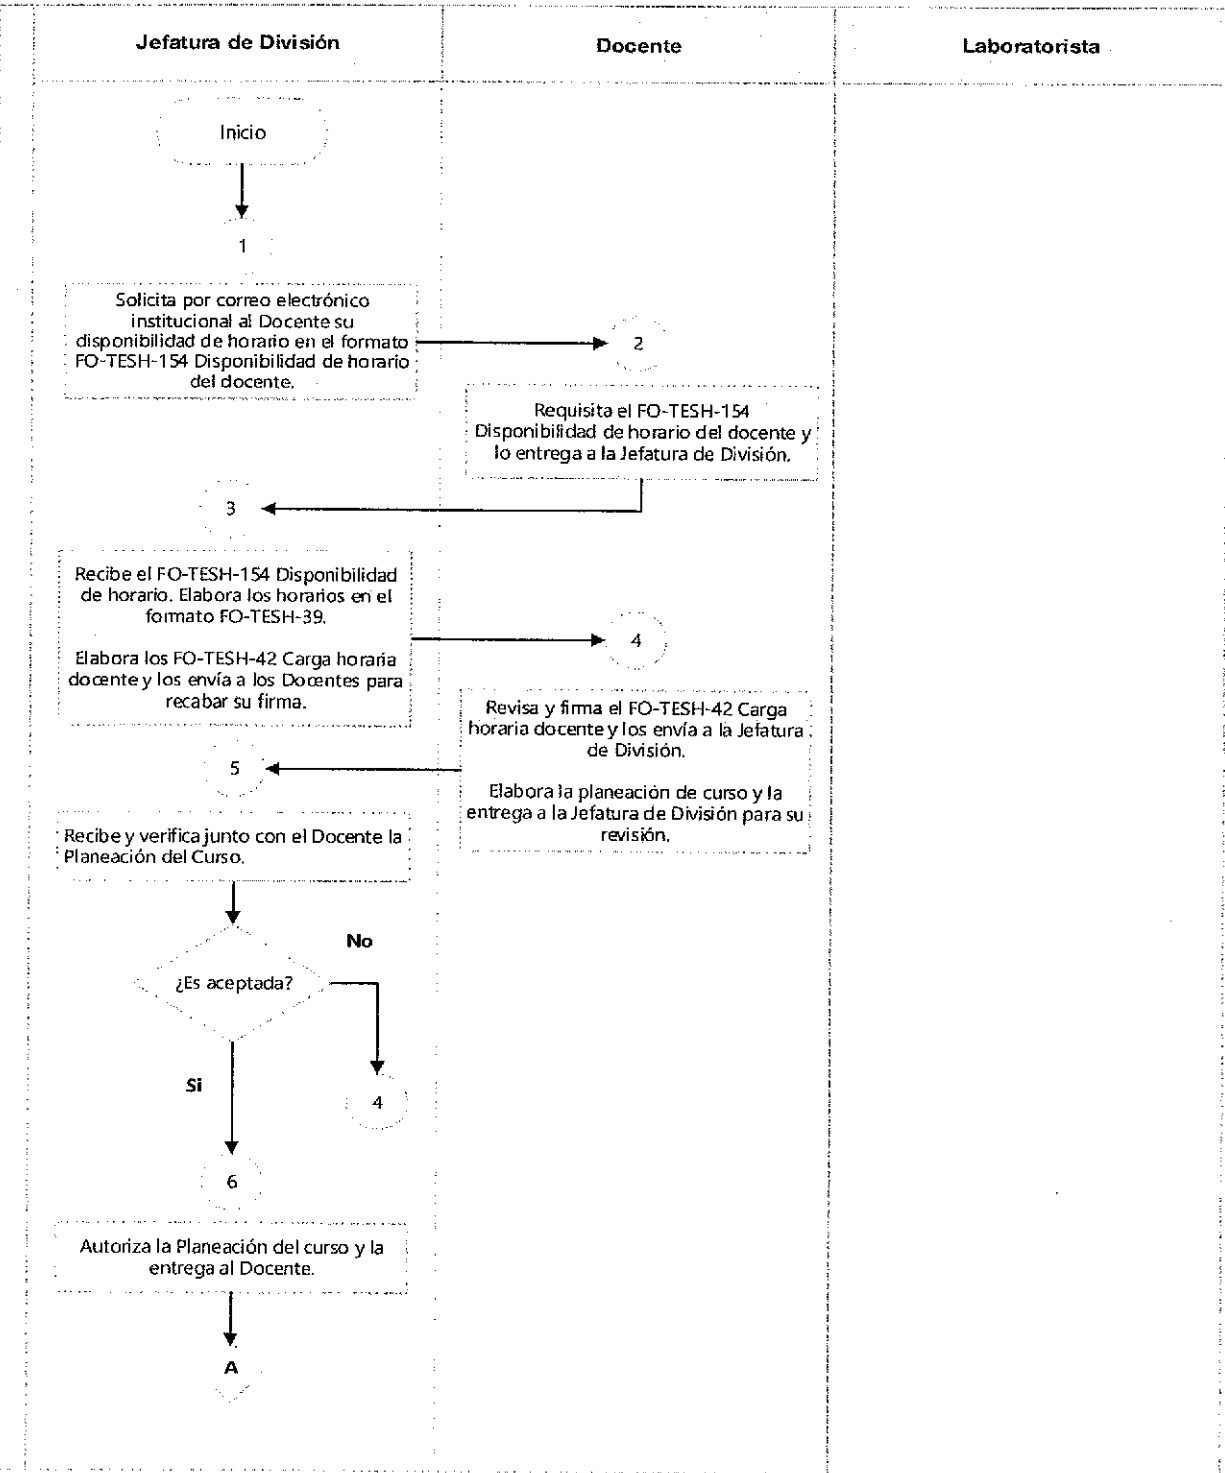 Jefatura de División
Docente
Laboratorista
Inicio
1
Solicita por correo electrónico
institucional al Docente su
disponibilidad de horario en el formato
FO-TESH-154 Disponibilidad de horario
del docente.
2
Requisita el FO-TESH-154
Disponibilidad de horario del docente y
lo entrega a la Jefatura de División.
3
Recibe el FO-TESH-154 Disponibilidad
de horario. Elabora los horarios en el
formato FO-TESH-39.
Elabora los FO-TESH-42 Carga horaria
docente y los envía a los Docentes para
recabar su firma.
4
Revisa y firma el FO-TESH-42 Carga
horaria docente y los envía a la Jefatura
de División.
Elabora la planeación de curso y la
entrega a la Jefatura de División para su
revisión.
5
Recibe y verifica junto con el Docente la
Planeación del Curso.
¿Es aceptada?
No
4
Si
6
Autoriza la Planeación del curso y la
entrega al Docente.
A